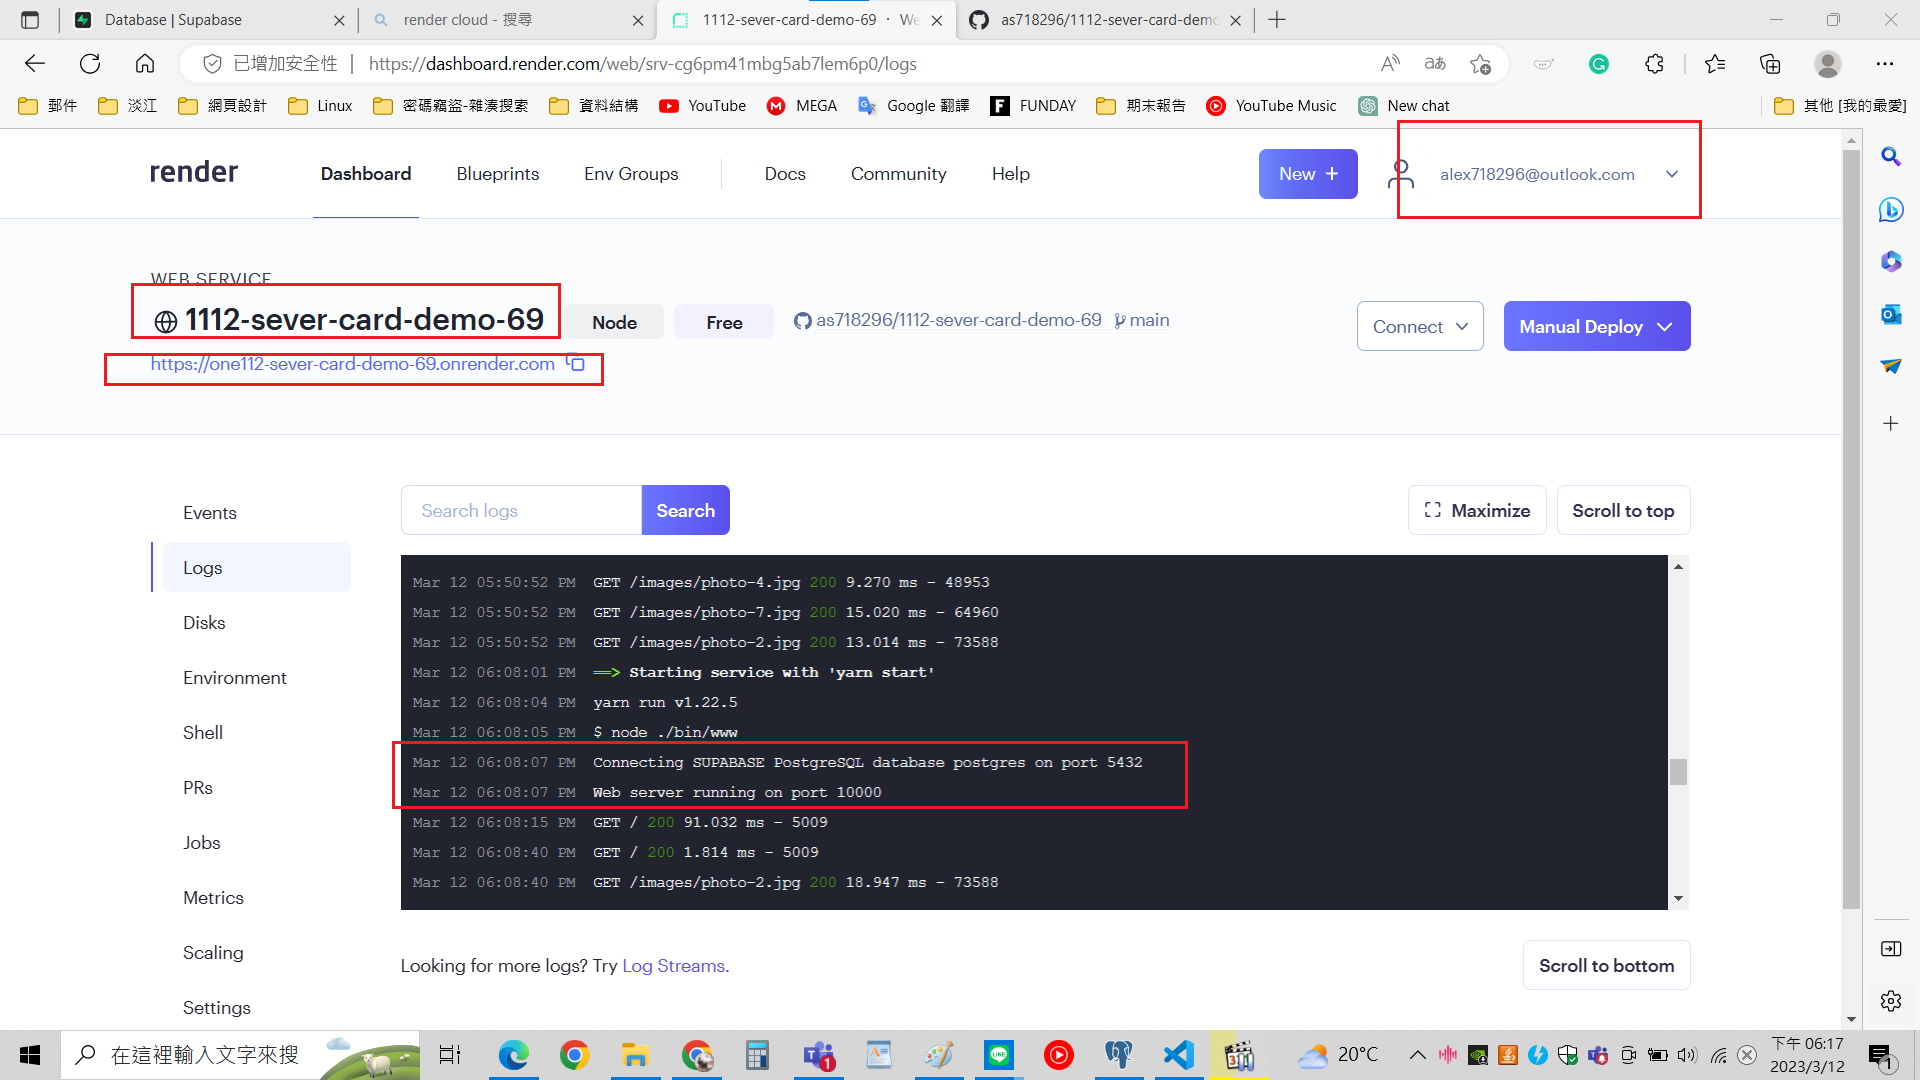 Database | Supabase
render cloud - 搜尋
1112-sever-card-demo-69 · We
as718296/1112-sever-card-demo
已增加安全性
https://dashboard.render.com/web/srv-cg6pm41mbg5ab7lem6p0/logs
郵件
淡江
網頁設計
Linux
密碼竊盜-雜湊搜索
資料結構
YouTube
MEGA
Google 翻譯
FUNDAY
期末報告
YouTube Music
New chat
其他 [我的最愛]
render
Dashboard
Blueprints
Env Groups
Docs
Community
Help
New +
alex718296@outlook.com
WEB SERVICE
1112-sever-card-demo-69
Node
Free
as718296/1112-sever-card-demo-69
main
Connect
Manual Deploy
https://one112-sever-card-demo-69.onrender.com
Events
Logs
Disks
Environment
Shell
PRs
Jobs
Metrics
Scaling
Settings
Search logs
Search
Maximize
Scroll to top
Mar 12 05:50:52 PM GET /images/photo-4.jpg 200 9.270 ms - 48953
Mar 12 05:50:52 PM GET /images/photo-7.jpg 200 15.020 ms - 64960
Mar 12 05:50:52 PM GET /images/photo-2.jpg 200 13.014 ms - 73588
Mar 12 06:08:01 PM ==> Starting service with 'yarn start'
Mar 12 06:08:04 PM yarn run v1.22.5
Mar 12 06:08:05 PM $ node ./bin/www
Mar 12 06:08:07 PM Connecting SUPABASE PostgreSQL database postgres on port 5432
Mar 12 06:08:07 PM Web server running on port 10000
Mar 12 06:08:15 PM GET / 200 91.032 ms - 5009
Mar 12 06:08:40 PM GET / 200 1.814 ms - 5009
Mar 12 06:08:40 PM GET /images/photo-2.jpg 200 18.947 ms - 73588
Looking for more logs? Try Log Streams.
Scroll to bottom
在這裡輸入文字來搜
20°C
下午 06:17
2023/3/12